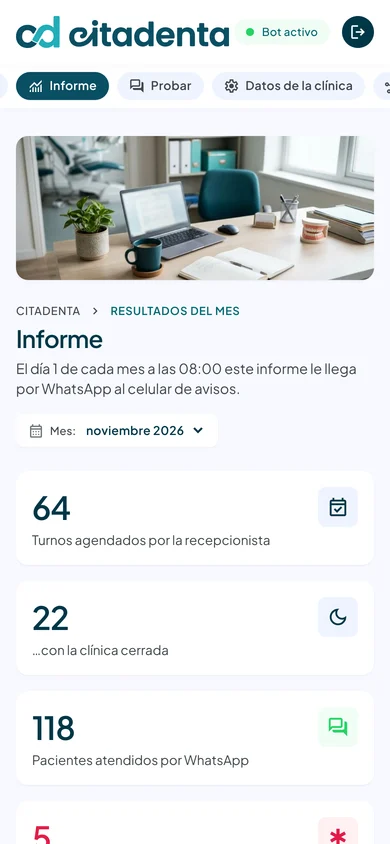 cd citadenta
Bot activo
Informe
Probar
Datos de la clínica
CITADENTA > RESULTADOS DEL MES
Informe
El día 1 de cada mes a las 08:00 este informe le llega
por WhatsApp al celular de avisos.
Mes: noviembre 2026
64
Turnos agendados por la recepcionista
22
...con la clínica cerrada
118
Pacientes atendidos por WhatsApp
5